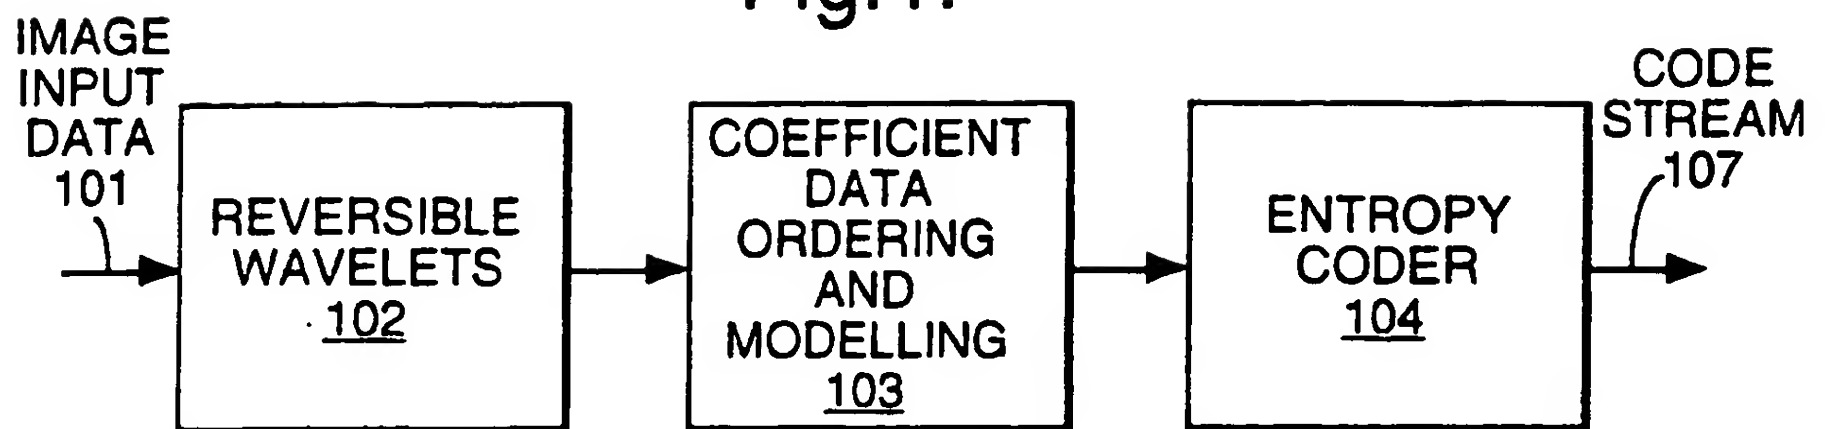 IMAGE
INPUT
DATA
101
REVERSIBLE
WAVELETS
102
COEFFICIENT
DATA
ORDERING
AND
MODELLING
103
ENTROPY
CODER
104
CODE
STREAM
107